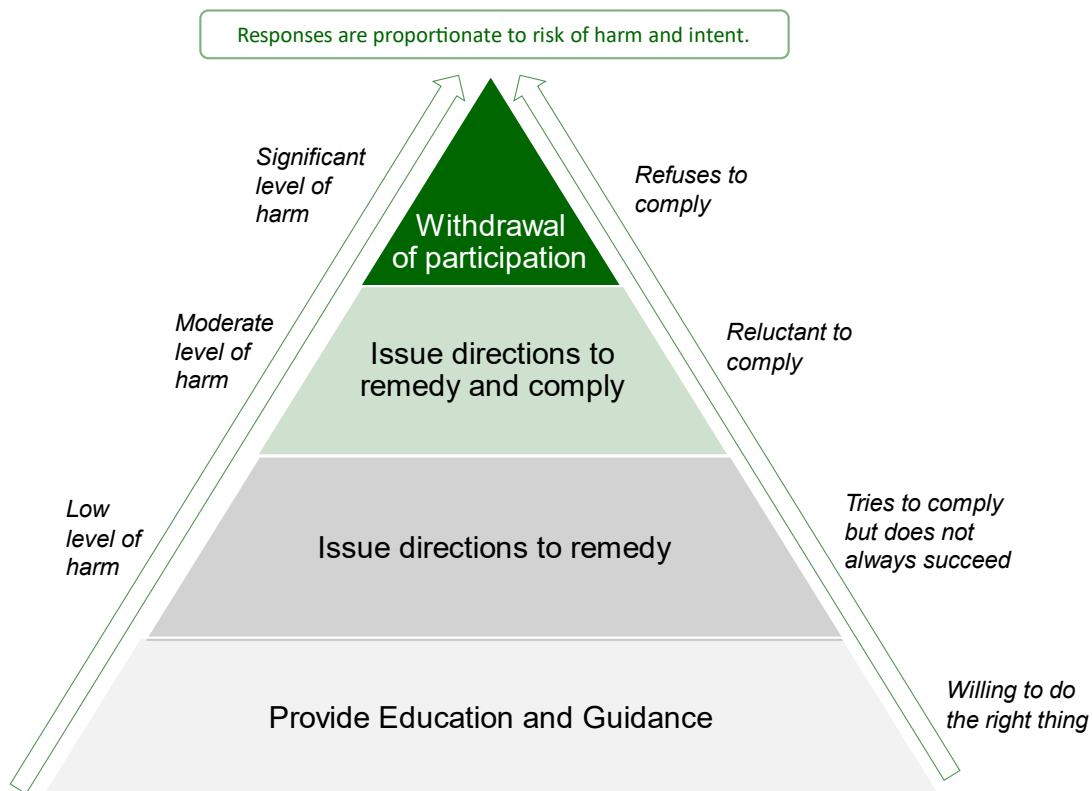 Responses are proportionate to risk of harm and intent.
Significant
level of
harm
Refuses to
comply
Withdrawal
of participation
Moderate
level of
harm
Reluctant to
comply
Issue directions to
remedy and comply
Low
level of
harm
Tries to comply
but does not
always succeed
Issue directions to remedy
Willing to do
the right thing
Provide Education and Guidance